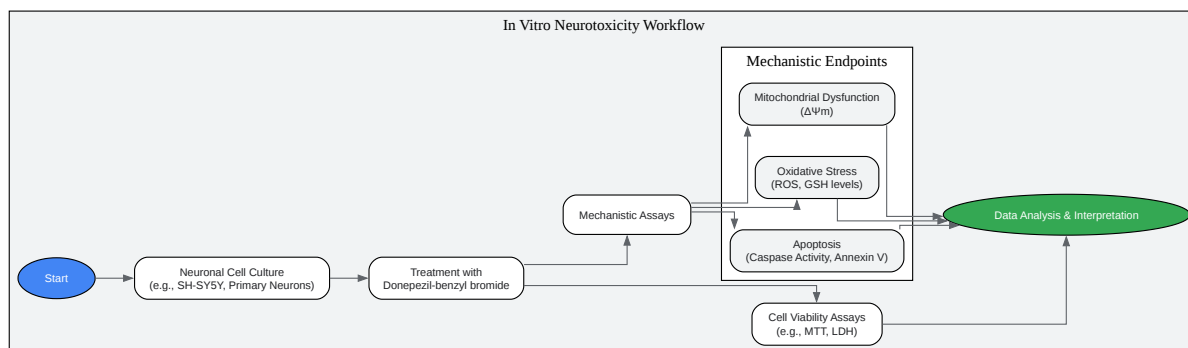 In Vitro Neurotoxicity Workflow
Mechanistic Endpoints
Mitochondrial Dysfunction
(ΔΨm)
Oxidative Stress
(ROS, GSH levels)
Mechanistic Assays
Data Analysis & Interpretation
Apoptosis
(Caspase Activity, Annexin V)
Start
Neuronal Cell Culture
(e.g., SH-SY5Y, Primary Neurons)
Treatment with
Donepezil-benzyl bromide
Cell Viability Assays
(e.g., MTT, LDH)